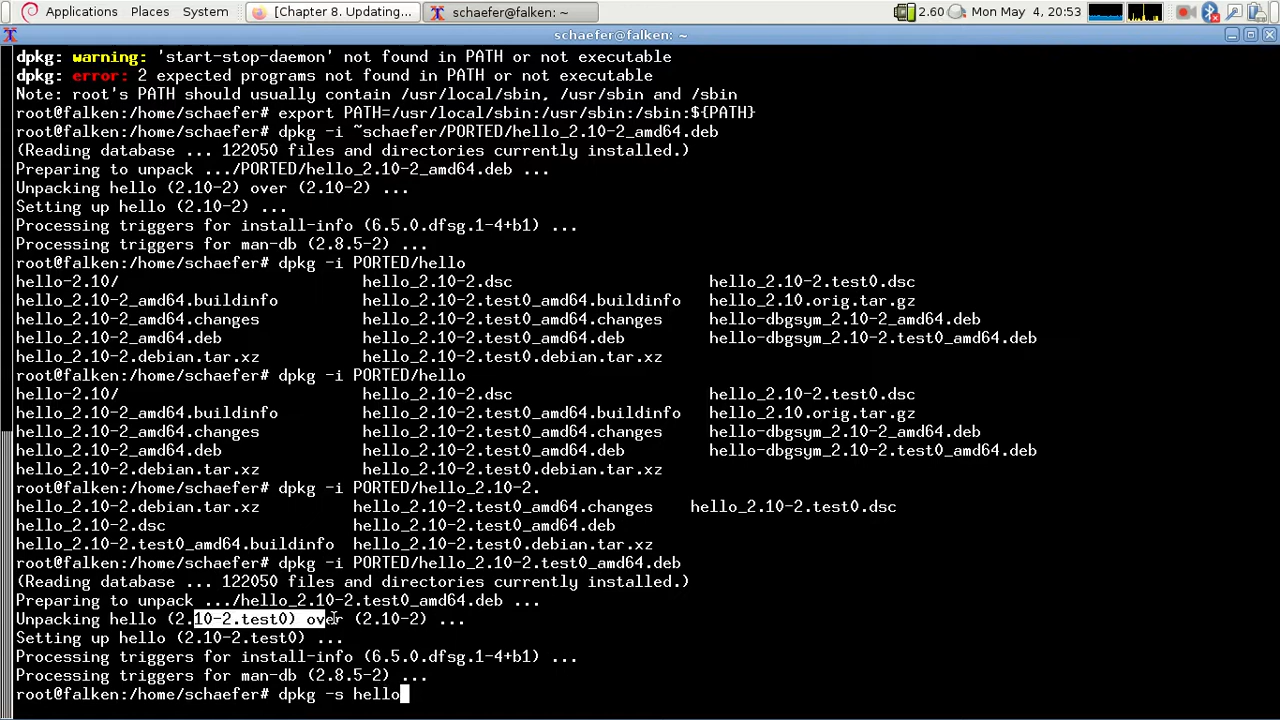 Applications Places System [Chapter 8. Updating... schaefer@falken: ~ 2.60 Mon May 4, 20:53
schaefer@falken: ~
dpkg: warning: 'start-stop-daemon' not found in PATH or not executable
dpkg: error: 2 expected programs not found in PATH or not executable
Note: root's PATH should usually contain /usr/local/sbin, /usr/sbin and /sbin
root@falken:/home/schaefer# export PATH=/usr/local/sbin:/usr/sbin:/sbin:${PATH}
root@falken:/home/schaefer# dpkg -i ~schaefer/PORTED/hello_2.10-2_amd64.deb
(Reading database ... 122050 files and directories currently installed.)
Preparing to unpack .../PORTED/hello_2.10-2_amd64.deb ...
Unpacking hello (2.10-2) over (2.10-2) ...
Setting up hello (2.10-2) ...
Processing triggers for install-info (6.5.0.dfsg.1-4+b1) ...
Processing triggers for man-db (2.8.5-2) ...
root@falken:/home/schaefer# dpkg -i PORTED/hello
hello-2.10/ hello_2.10-2.dsc hello_2.10-2.test0.dsc
hello_2.10-2_amd64.buildinfo hello_2.10-2.test0_amd64.buildinfo hello_2.10.orig.tar.gz
hello_2.10-2_amd64.changes hello_2.10-2.test0_amd64.changes hello-dbgsym_2.10-2_amd64.deb
hello_2.10-2_amd64.deb hello_2.10-2.test0_amd64.deb hello-dbgsym_2.10-2.test0_amd64.deb
hello_2.10-2.debian.tar.xz hello_2.10-2.test0.debian.tar.xz
root@falken:/home/schaefer# dpkg -i PORTED/hello
hello-2.10/ hello_2.10-2.dsc hello_2.10-2.test0.dsc
hello_2.10-2_amd64.buildinfo hello_2.10-2.test0_amd64.buildinfo hello_2.10.orig.tar.gz
hello_2.10-2_amd64.changes hello_2.10-2.test0_amd64.changes hello-dbgsym_2.10-2_amd64.deb
hello_2.10-2_amd64.deb hello_2.10-2.test0_amd64.deb hello-dbgsym_2.10-2.test0_amd64.deb
hello_2.10-2.debian.tar.xz hello_2.10-2.test0.debian.tar.xz
root@falken:/home/schaefer# dpkg -i PORTED/hello_2.10-2.
hello_2.10-2.debian.tar.xz hello_2.10-2.test0_amd64.changes hello_2.10-2.test0.dsc
hello_2.10-2.dsc hello_2.10-2.test0_amd64.deb
hello_2.10-2.test0_amd64.buildinfo hello_2.10-2.test0.debian.tar.xz
root@falken:/home/schaefer# dpkg -i PORTED/hello_2.10-2.test0_amd64.deb
(Reading database ... 122050 files and directories currently installed.)
Preparing to unpack .../hello_2.10-2.test0_amd64.deb ...
Unpacking hello (2.10-2.test0) over (2.10-2) ...
Setting up hello (2.10-2.test0) ...
Processing triggers for install-info (6.5.0.dfsg.1-4+b1) ...
Processing triggers for man-db (2.8.5-2) ...
root@falken:/home/schaefer# dpkg -s hello